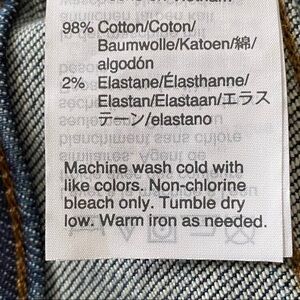 98% Cotton/Coton/
Baumwolle/Katoen/綿/
algodón
2% Elastane/Élasthanne/
Elastan/Elastaan/エラス
テーン/elastano
Machine wash cold with
like colors. Non-chlorine
bleach only. Tumble dry
low. Warm iron as needed.